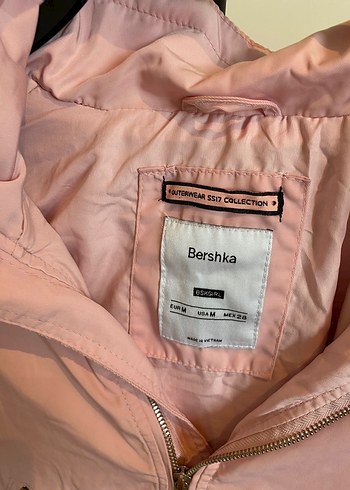 OUTERWEAR SS17 COLLECTION
Bershka
BSKGIRL
EUR M USA M MEX 28
MADE IN VIETNAM